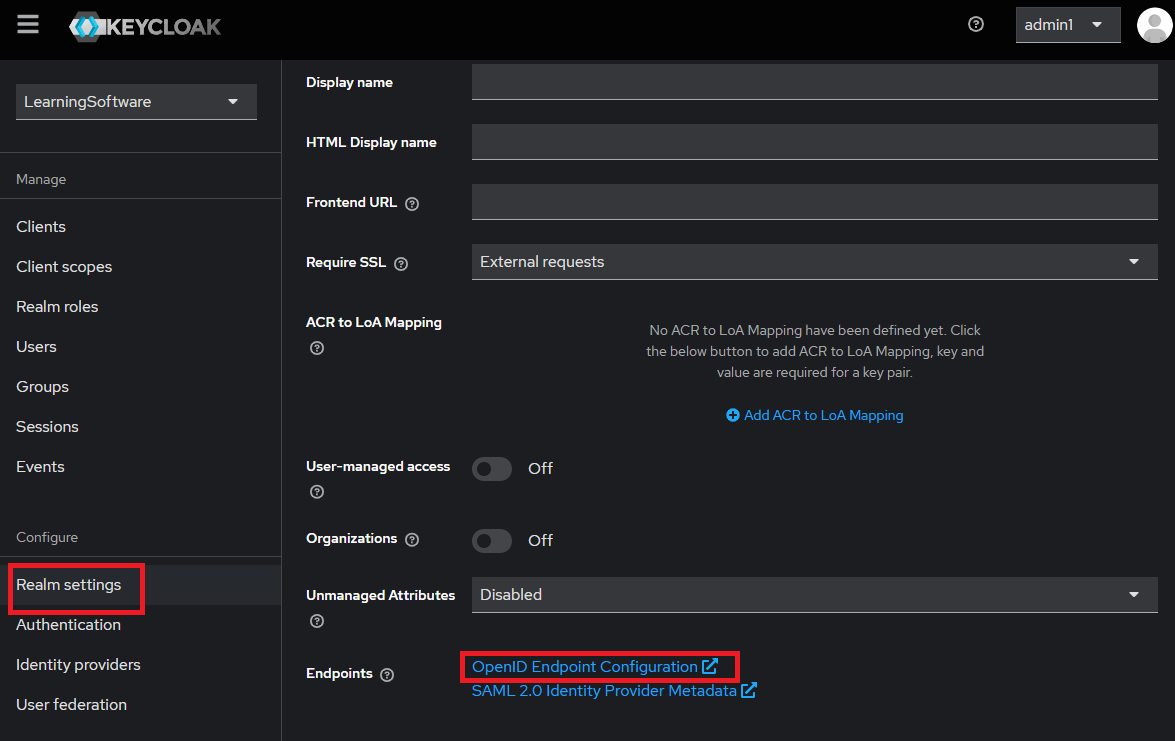 KEYCLOAK
admin1
LearningSoftware
Manage
Clients
Client scopes
Realm roles
Users
Groups
Sessions
Events
Configure
Realm settings
Authentication
Identity providers
User federation
Display name
HTML Display name
Frontend URL
Require SSL
External requests
ACR to LoA Mapping
No ACR to LoA Mapping have been defined yet. Click
the below button to add ACR to LoA Mapping, key and
value are required for a key pair.
Add ACR to LoA Mapping
User-managed access
Off
Organizations
Off
Unmanaged Attributes
Disabled
Endpoints
OpenID Endpoint Configuration
SAML 2.0 Identity Provider Metadata